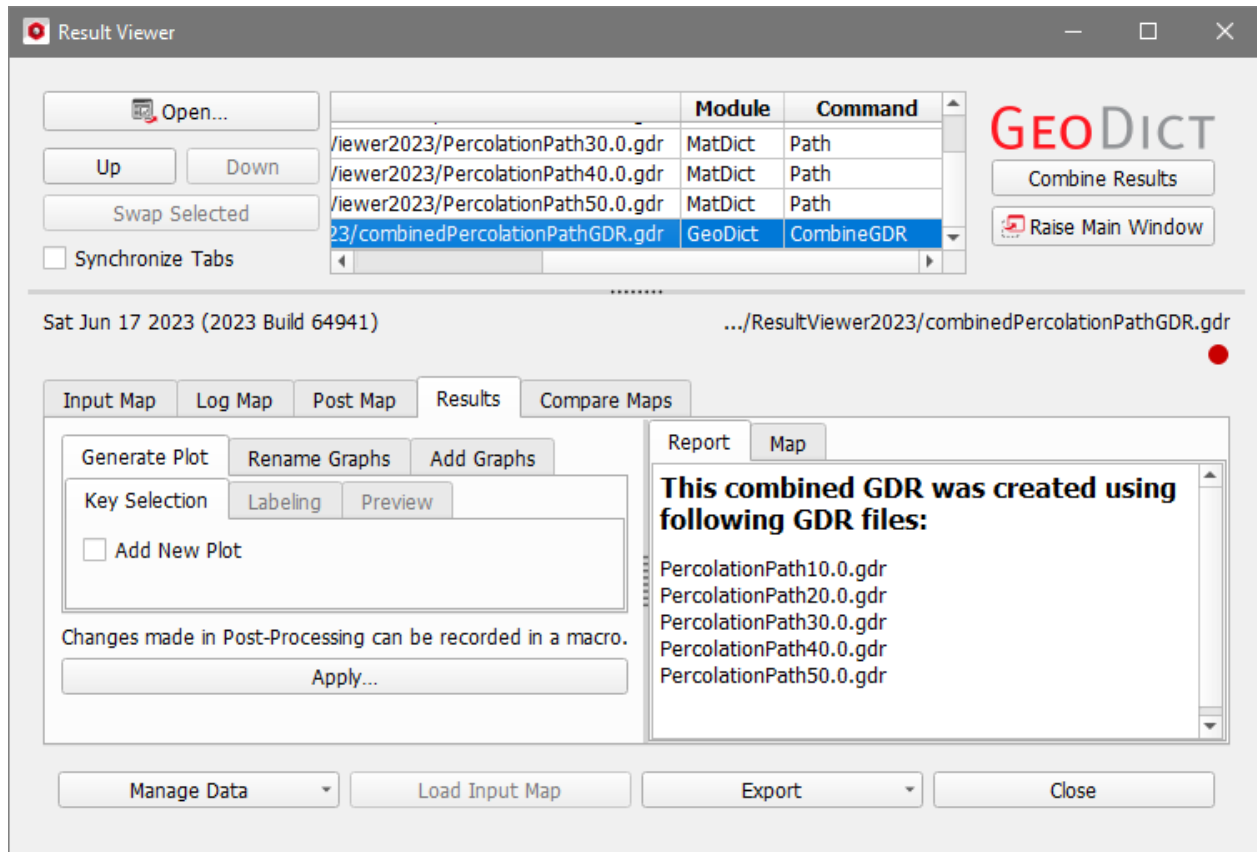 Result Viewer
Open...
Up
Down
Swap Selected
Synchronize Tabs
Module Command
/iewer2023/PercolationPath30.0.gdr MatDict Path
/iewer2023/PercolationPath40.0.gdr MatDict Path
/iewer2023/PercolationPath50.0.gdr MatDict Path
23/combinedPercolationPathGDR.gdr GeoDict CombineGDR
GEODICT
Combine Results
Raise Main Window
Sat Jun 17 2023 (2023 Build 64941)
.../ResultViewer2023/combinedPercolationPathGDR.gdr
Input Map Log Map Post Map Results Compare Maps
Generate Plot Rename Graphs Add Graphs
Key Selection Labeling Preview
Add New Plot
Changes made in Post-Processing can be recorded in a macro.
Apply...
Report Map
This combined GDR was created using
following GDR files:
PercolationPath10.0.gdr
PercolationPath20.0.gdr
PercolationPath30.0.gdr
PercolationPath40.0.gdr
PercolationPath50.0.gdr
Manage Data Load Input Map Export Close